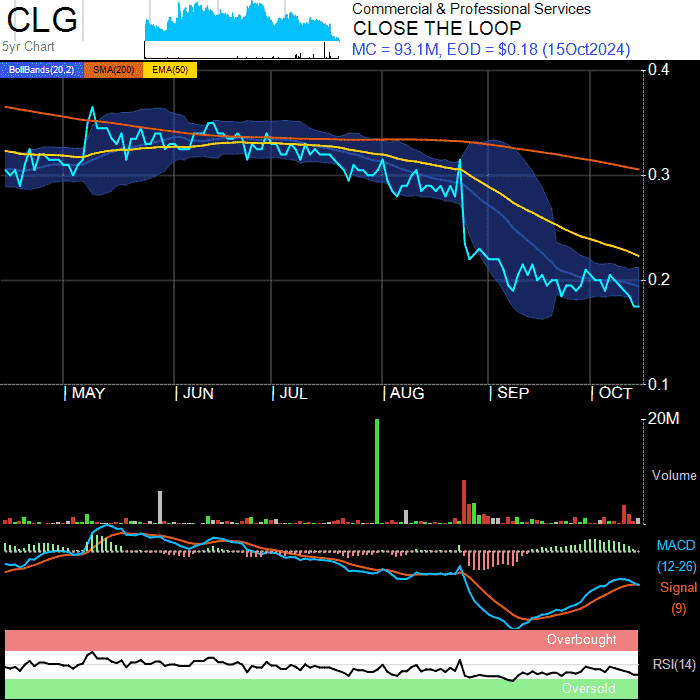 CLG
5yr Chart
Commercial & Professional Services
CLOSE THE LOOP
MC = 93.1M, EOD = $0.18 (15Oct2024)
BollBands(20,2) SMA(200) EMA(50)
0.4
0.3
0.2
0.1
MAY JUN JUL AUG SEP OCT
20M
Volume
MACD
(12-26)
Signal
(9)
Overbought
RSI(14)
Oversold